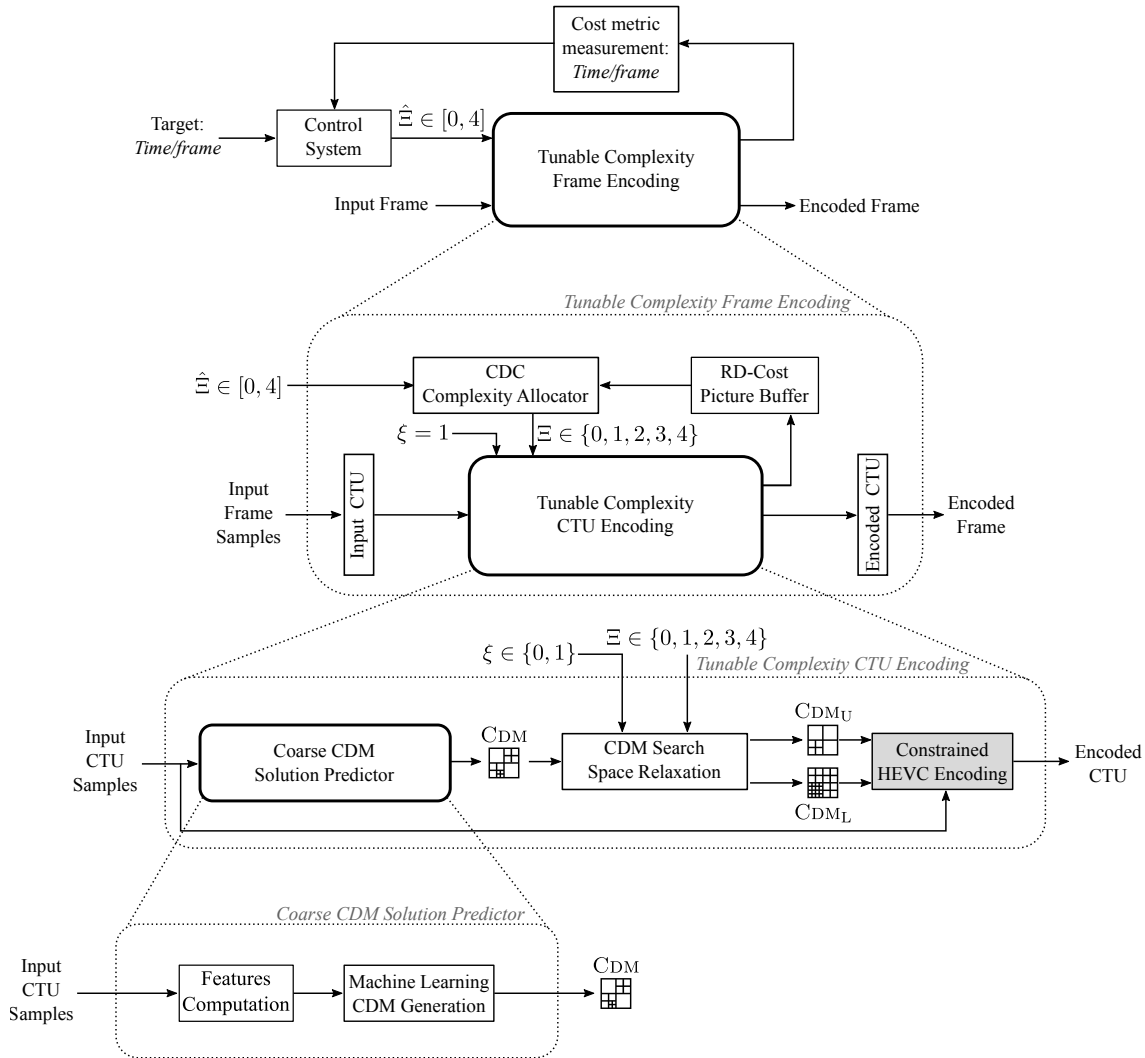 Cost metric
measurement:
Time/frame
Target:
Time/frame
Control
System
Ξ̂ ∈ [0, 4]
Tunable Complexity
Frame Encoding
Input Frame
Encoded Frame
Tunable Complexity Frame Encoding
Ξ̂ ∈ [0, 4]
CDC
Complexity Allocator
RD-Cost
Picture Buffer
ξ = 1
Ξ ∈ {0, 1, 2, 3, 4}
Input
Frame
Samples
Input CTU
Tunable Complexity
CTU Encoding
Encoded CTU
Encoded
Frame
ξ ∈ {0, 1}
Ξ ∈ {0, 1, 2, 3, 4}
Tunable Complexity CTU Encoding
Input
CTU
Samples
Coarse CDM
Solution Predictor
CDM
CDM Search
Space Relaxation
CDM_U
CDM_L
Constrained
HEVC Encoding
Encoded
CTU
Coarse CDM Solution Predictor
Input
CTU
Samples
Features
Computation
Machine Learning
CDM Generation
CDM